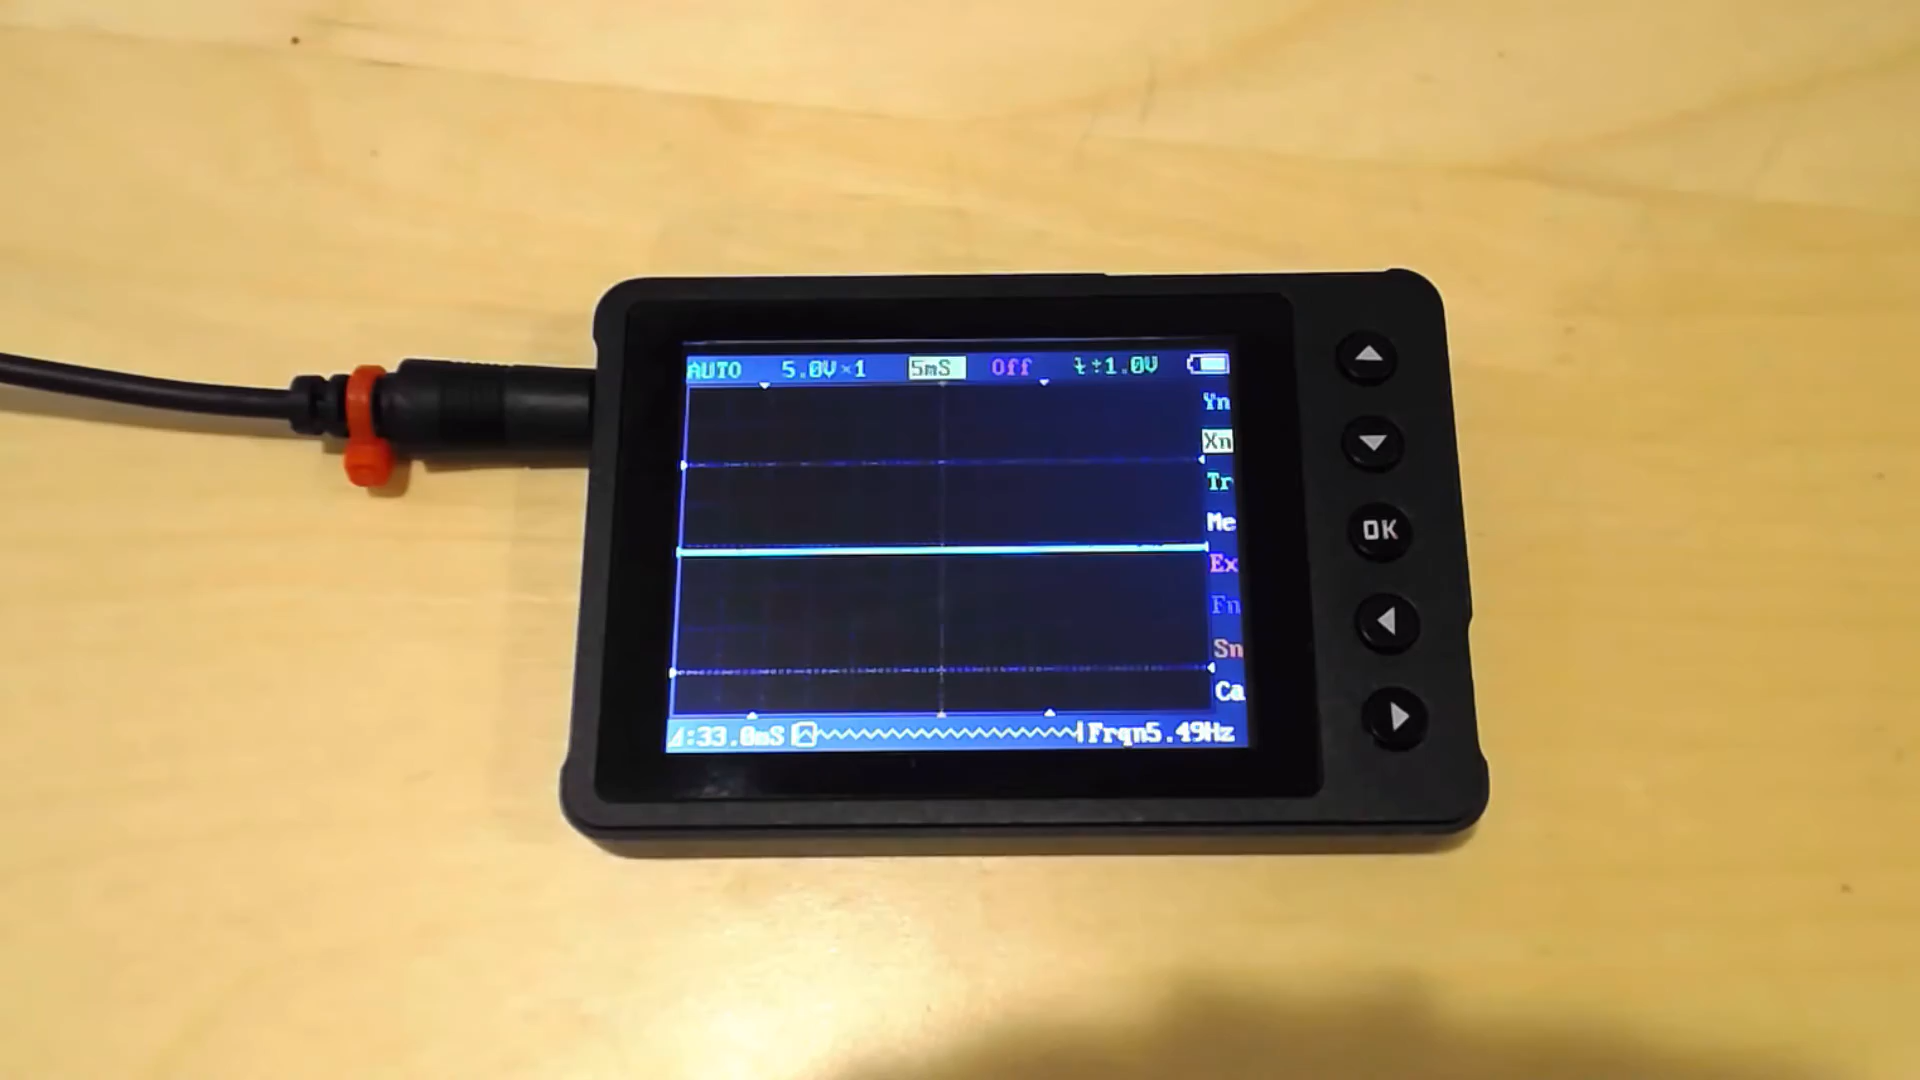 AUTO 5.0V×1 5mS Off ÷1.0V
Yn
Xn
Tr
Me
Ex
Fn
Sn
Ca
⊿:33.0mS Frqn5.49Hz
OK